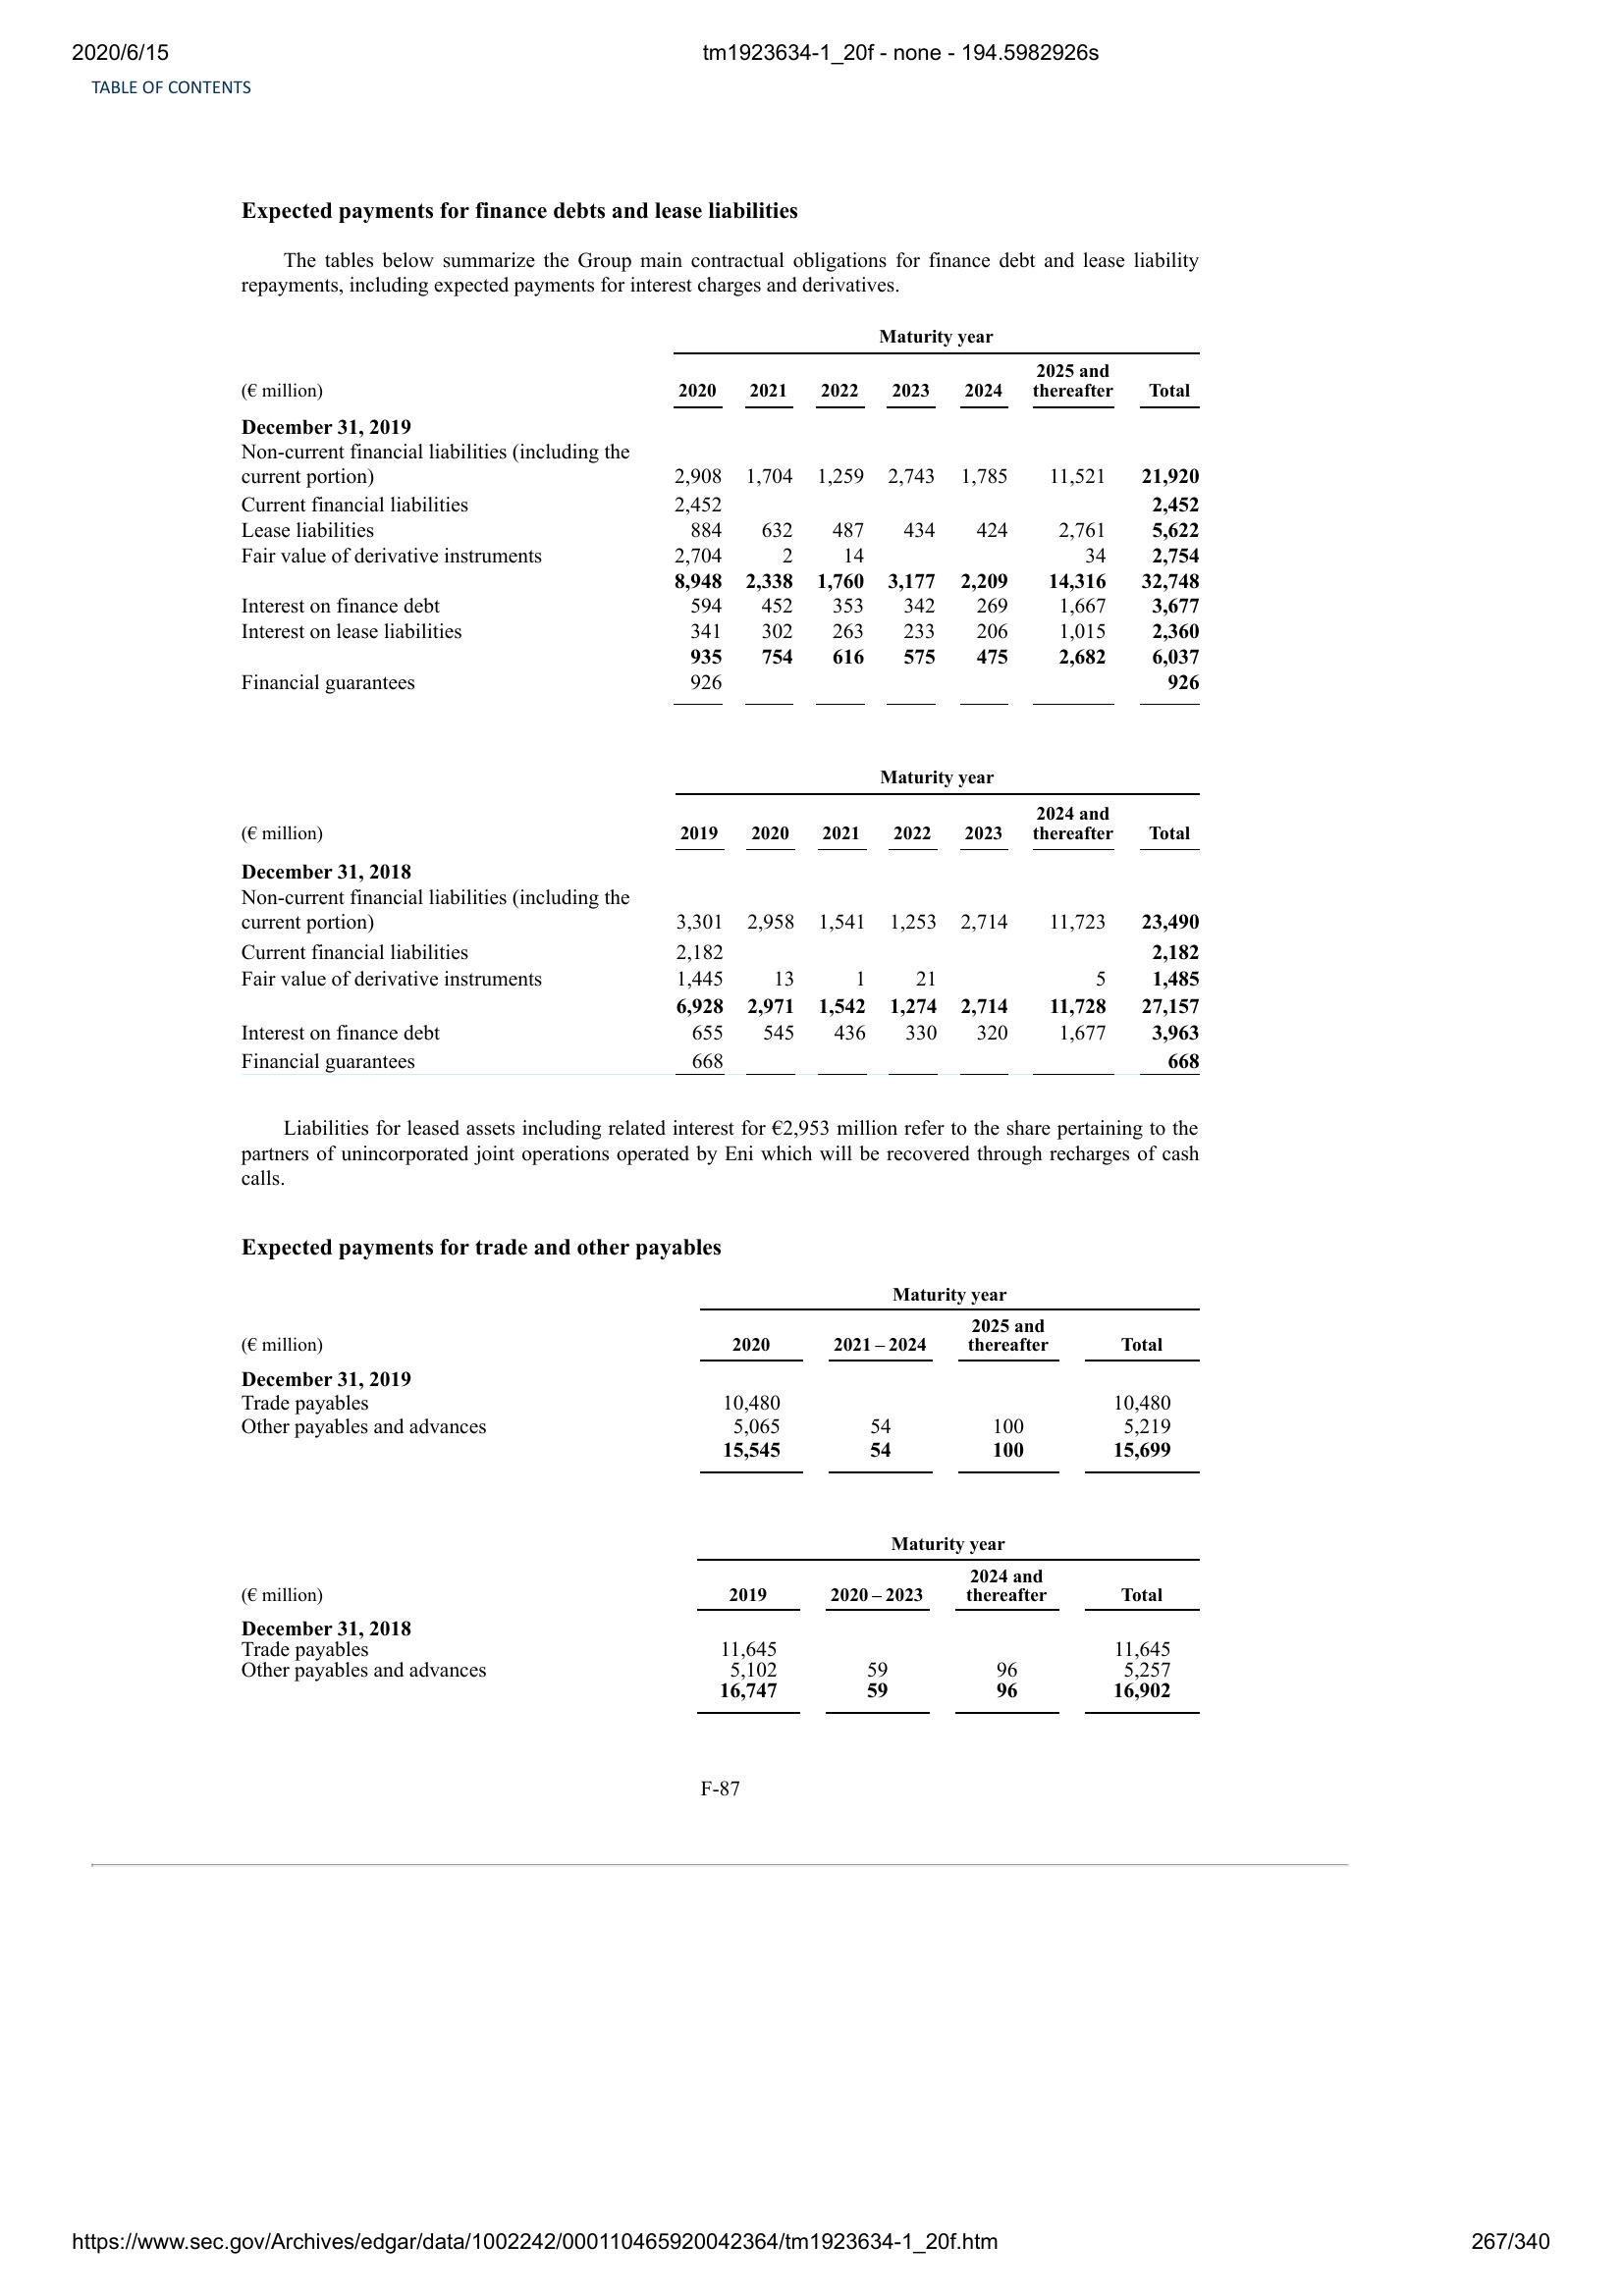 2020/6/15 tm1923634-1_20f - none - 194.5982926s
TABLE OF CONTENTS
Expected payments for finance debts and lease liabilities
The tables below summarize the Group main contractual obligations for finance debt and lease liability
repayments, including expected payments for interest charges and derivatives.
Maturity year
(€ million) 2020 2021 2022 2023 2024 2025 and thereafter Total
December 31, 2019
Non-current financial liabilities (including the
current portion) 2,908 1,704 1,259 2,743 1,785 11,521 21,920
Current financial liabilities 2,452 2,452
Lease liabilities 884 632 487 434 424 2,761 5,622
Fair value of derivative instruments 2,704 2 14 34 2,754
8,948 2,338 1,760 3,177 2,209 14,316 32,748
Interest on finance debt 594 452 353 342 269 1,667 3,677
Interest on lease liabilities 341 302 263 233 206 1,015 2,360
935 754 616 575 475 2,682 6,037
Financial guarantees 926 926
Maturity year
(€ million) 2019 2020 2021 2022 2023 2024 and thereafter Total
December 31, 2018
Non-current financial liabilities (including the
current portion) 3,301 2,958 1,541 1,253 2,714 11,723 23,490
Current financial liabilities 2,182 2,182
Fair value of derivative instruments 1,445 13 1 21 5 1,485
6,928 2,971 1,542 1,274 2,714 11,728 27,157
Interest on finance debt 655 545 436 330 320 1,677 3,963
Financial guarantees 668 668
Liabilities for leased assets including related interest for €2,953 million refer to the share pertaining to the
partners of unincorporated joint operations operated by Eni which will be recovered through recharges of cash
calls.
Expected payments for trade and other payables
Maturity year
(€ million) 2020 2021 – 2024 2025 and thereafter Total
December 31, 2019
Trade payables 10,480 10,480
Other payables and advances 5,065 54 100 5,219
15,545 54 100 15,699
Maturity year
(€ million) 2019 2020 – 2023 2024 and thereafter Total
December 31, 2018
Trade payables 11,645 11,645
Other payables and advances 5,102 59 96 5,257
16,747 59 96 16,902
F-87
https://www.sec.gov/Archives/edgar/data/1002242/000110465920042364/tm1923634-1_20f.htm 267/340